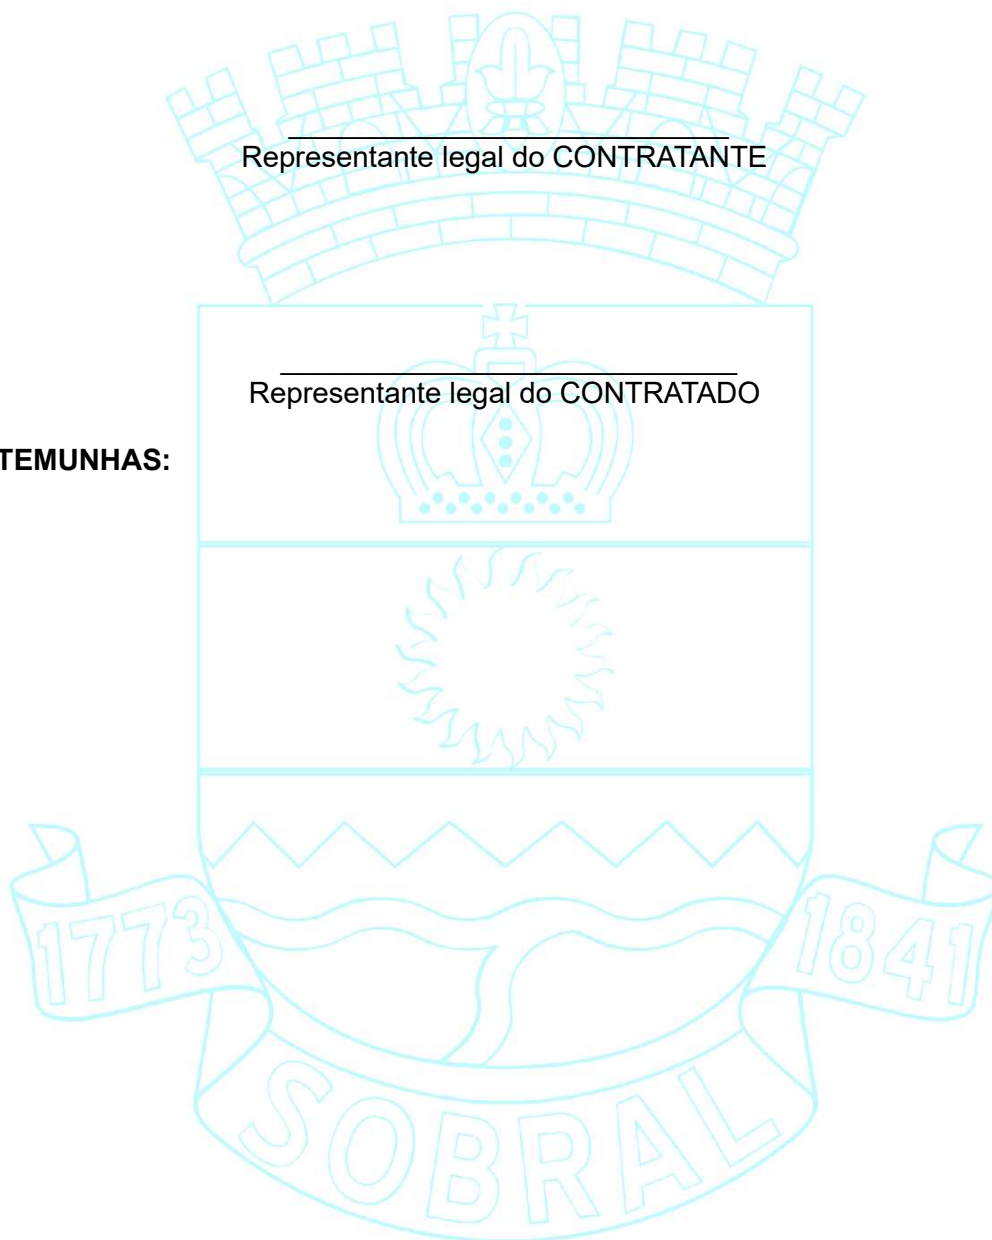 Representante legal do CONTRATANTE
Representante legal do CONTRATADO
TEMUNHAS:
1773
1841
SOBRAL